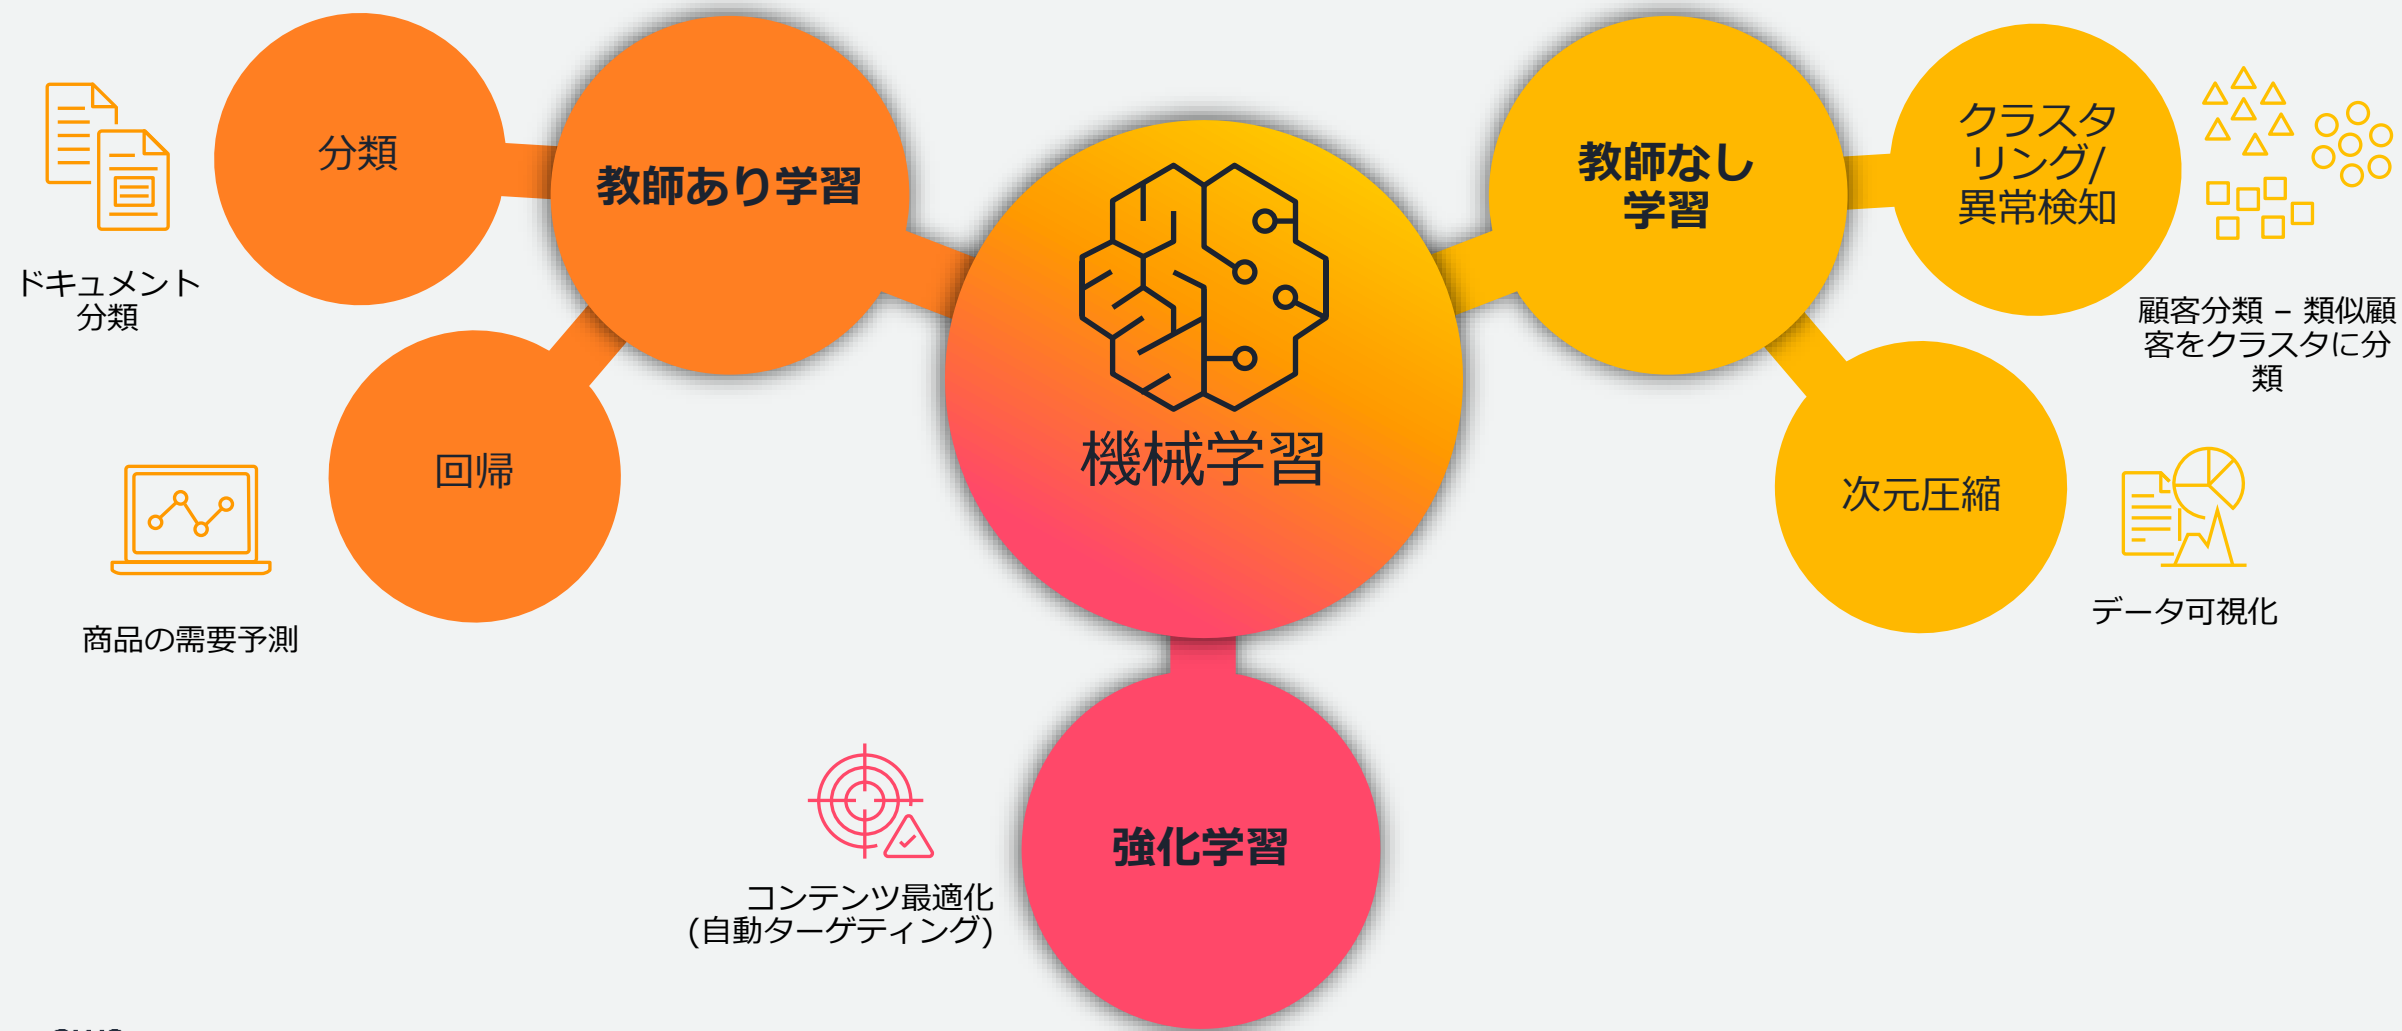 分類
教師あり学習
ドキュメント
分類
回帰
商品の需要予測
機械学習
教師なし
学習
クラスタ
リング/
異常検知
顧客分類 – 類似顧
客をクラスタに分
類
次元圧縮
データ可視化
強化学習
コンテンツ最適化
(自動ターゲティング)